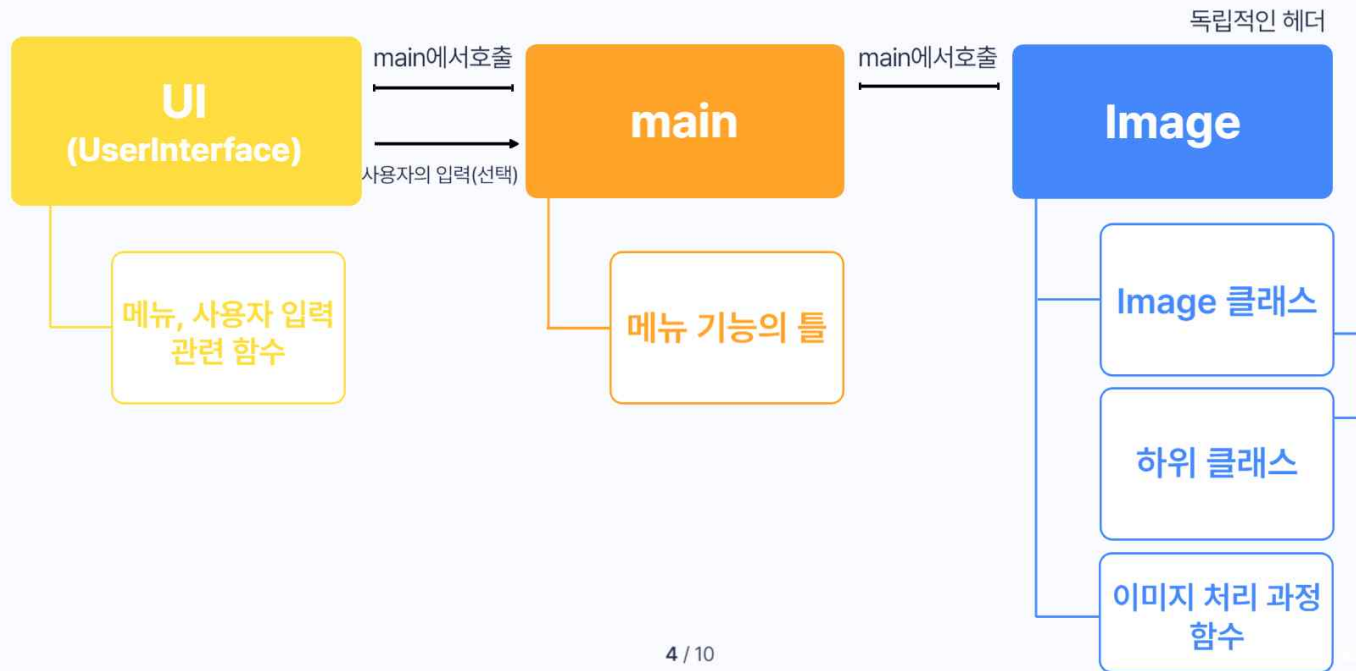 독립적인 헤더
UI
(UserInterface)
main에서호출
사용자의 입력(선택)
main
main에서호출
Image
메뉴, 사용자 입력
관련 함수
메뉴 기능의 틀
Image 클래스
하위 클래스
이미지 처리 과정
함수
4 / 10